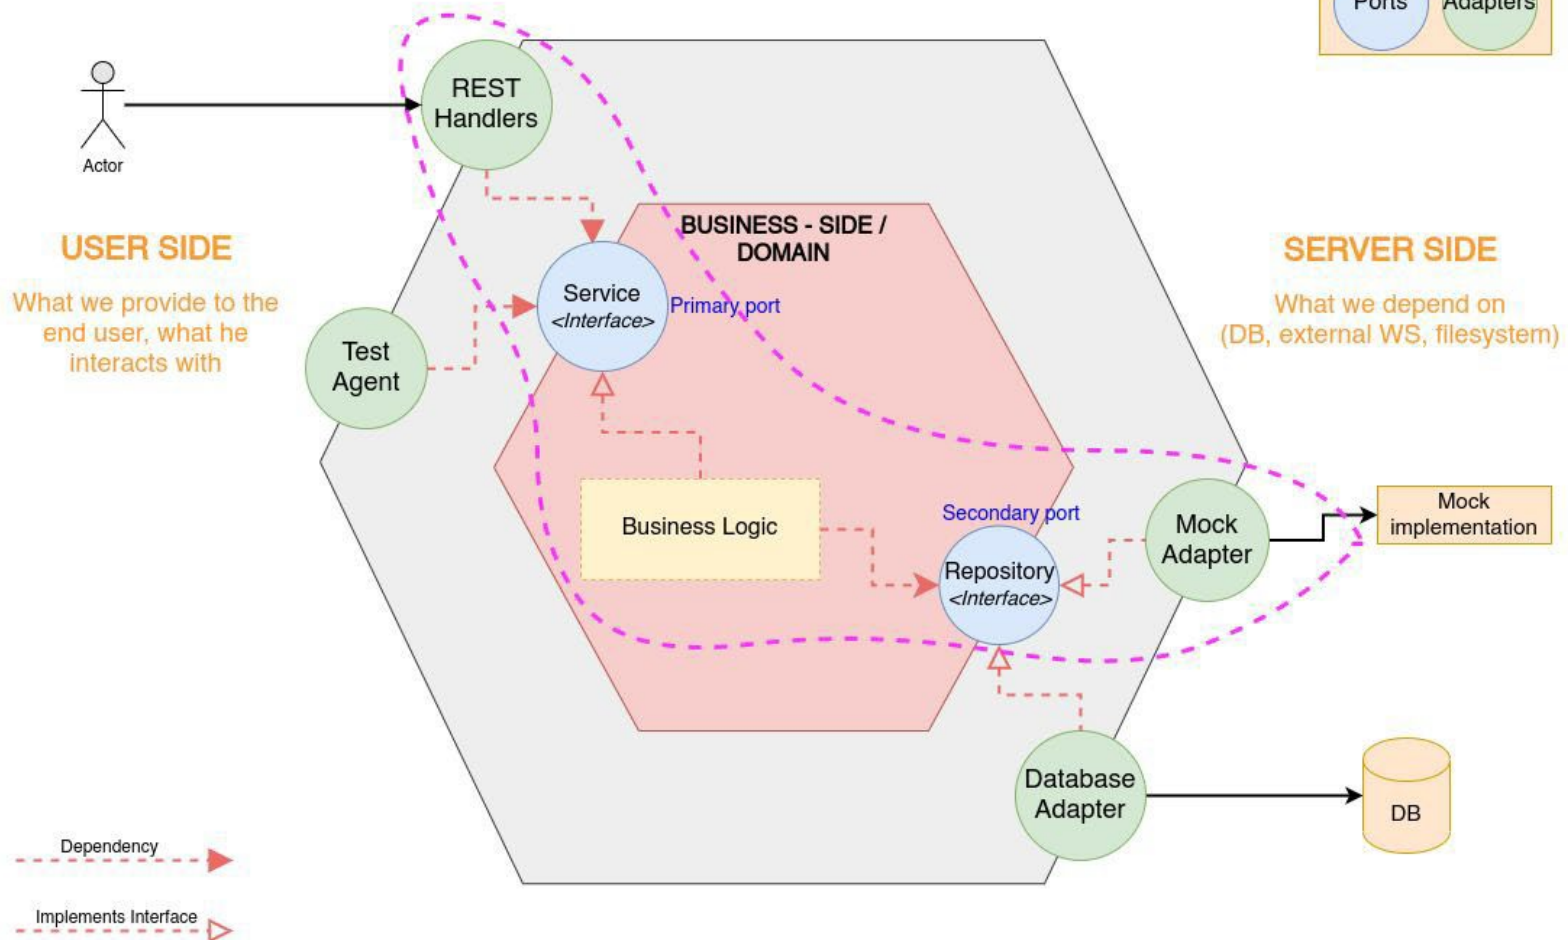 Ports
Adapters
REST
Handlers
Actor
BUSINESS - SIDE /
DOMAIN
USER SIDE
What we provide to the
end user, what he
interacts with
SERVER SIDE
What we depend on
(DB, external WS, filesystem)
Service
<Interface>
Primary port
Test
Agent
Business Logic
Secondary port
Repository
<Interface>
Mock
Adapter
Mock
implementation
Database
Adapter
DB
Dependency
Implements Interface